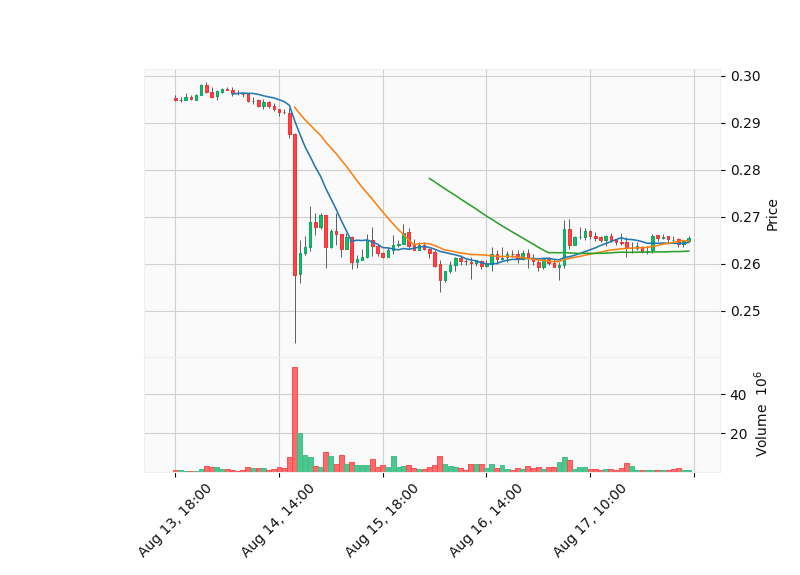 0.30
0.29
0.28
0.27
0.26
0.25
Price
40
20
Volume 10^6
Aug 13, 18:00
Aug 14, 14:00
Aug 15, 18:00
Aug 16, 14:00
Aug 17, 10:00